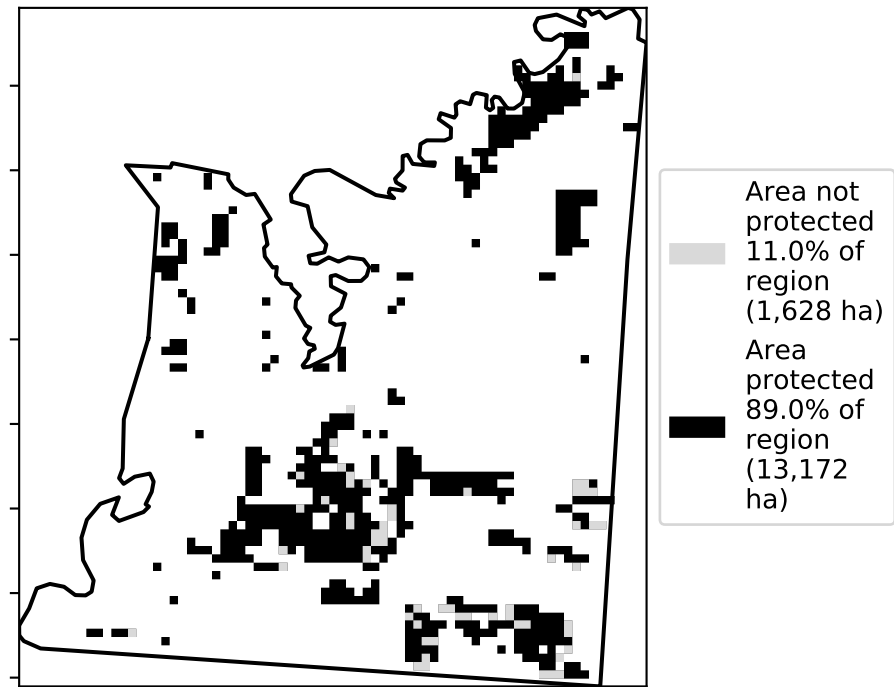 Area not
protected
11.0% of
region
(1,628 ha)
Area
protected
89.0% of
region
(13,172
ha)